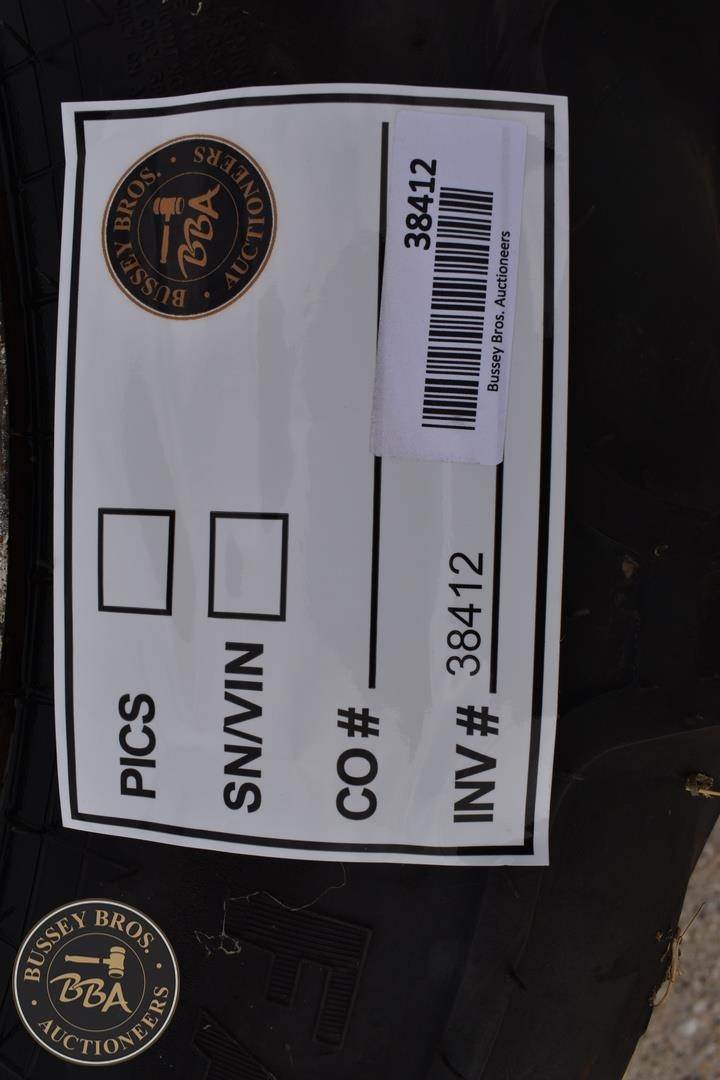 BUSSEY BROS. • AUCTIONEERS •
BBA
PICS
SN/VIN
CO #
INV # 38412
38412
Bussey Bros. Auctioneers
BUSSEY BROS. • AUCTIONEERS •
BBA